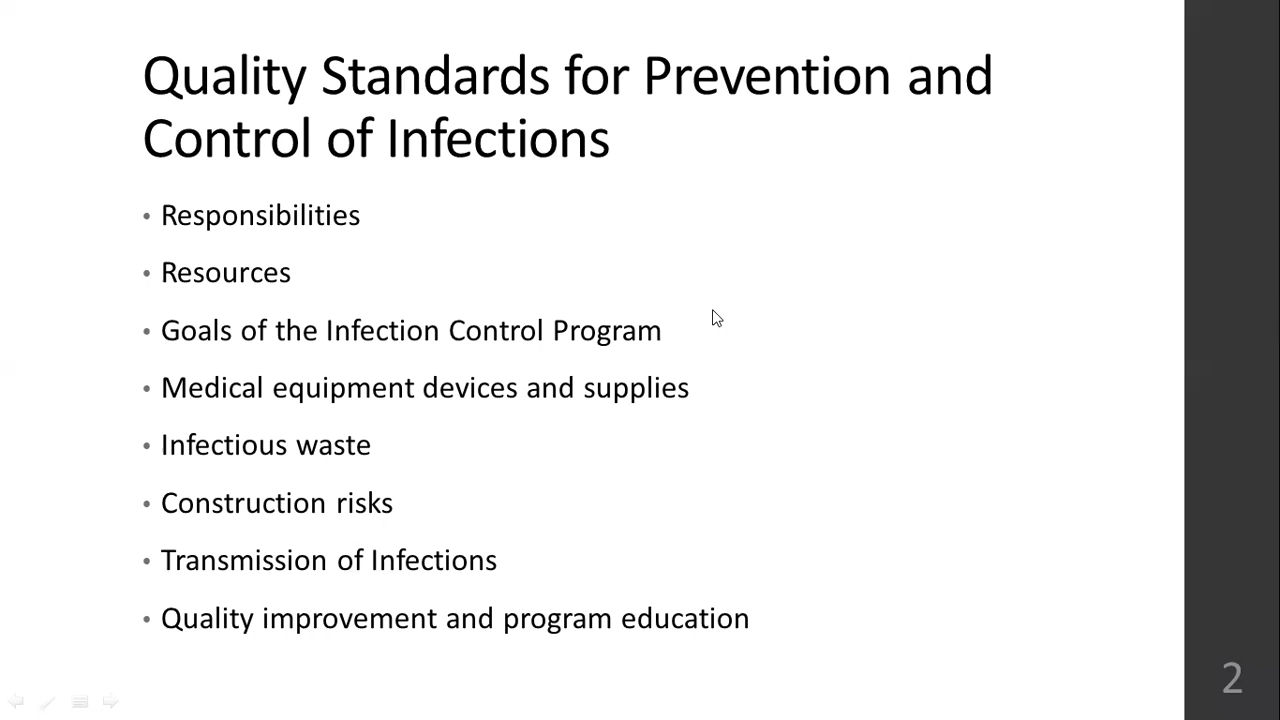 Quality Standards for Prevention and
Control of Infections
• Responsibilities
• Resources
• Goals of the Infection Control Program
• Medical equipment devices and supplies
• Infectious waste
• Construction risks
• Transmission of Infections
• Quality improvement and program education
2